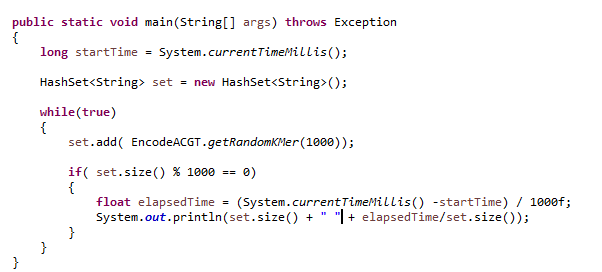 public static void main(String[] args) throws Exception
{
    long startTime = System.currentTimeMillis();
    HashSet<String> set = new HashSet<String>();
    while(true)
    {
        set.add( EncodeACGT.getRandomKMer(1000));
        if( set.size() % 1000 == 0)
        {
            float elapsedTime = (System.currentTimeMillis() -startTime) / 1000f;
            System.out.println(set.size() + " " + elapsedTime/set.size());
        }
    }
}